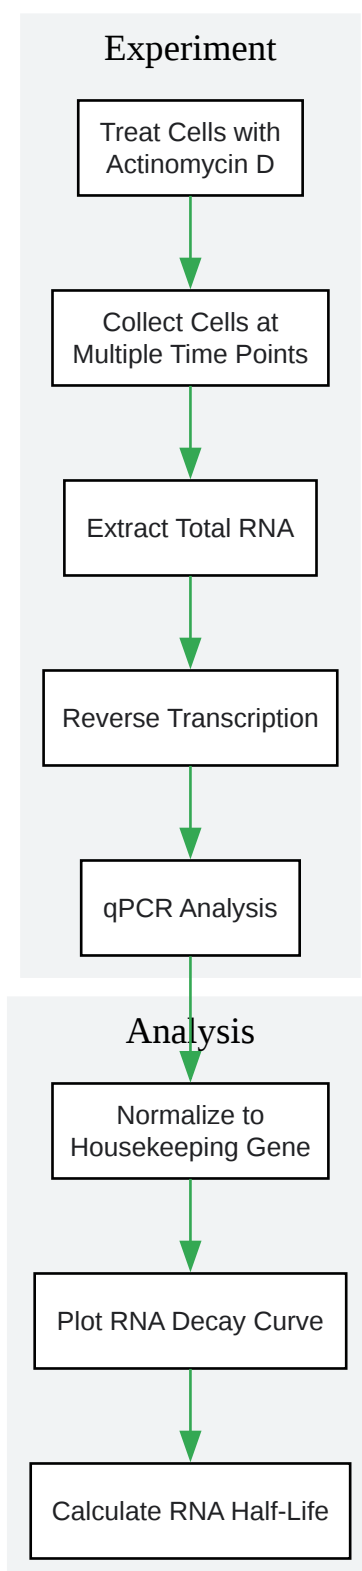 Experiment
Treat Cells with
Actinomycin D
Collect Cells at
Multiple Time Points
Extract Total RNA
Reverse Transcription
qPCR Analysis
Analysis
Normalize to
Housekeeping Gene
Plot RNA Decay Curve
Calculate RNA Half-Life